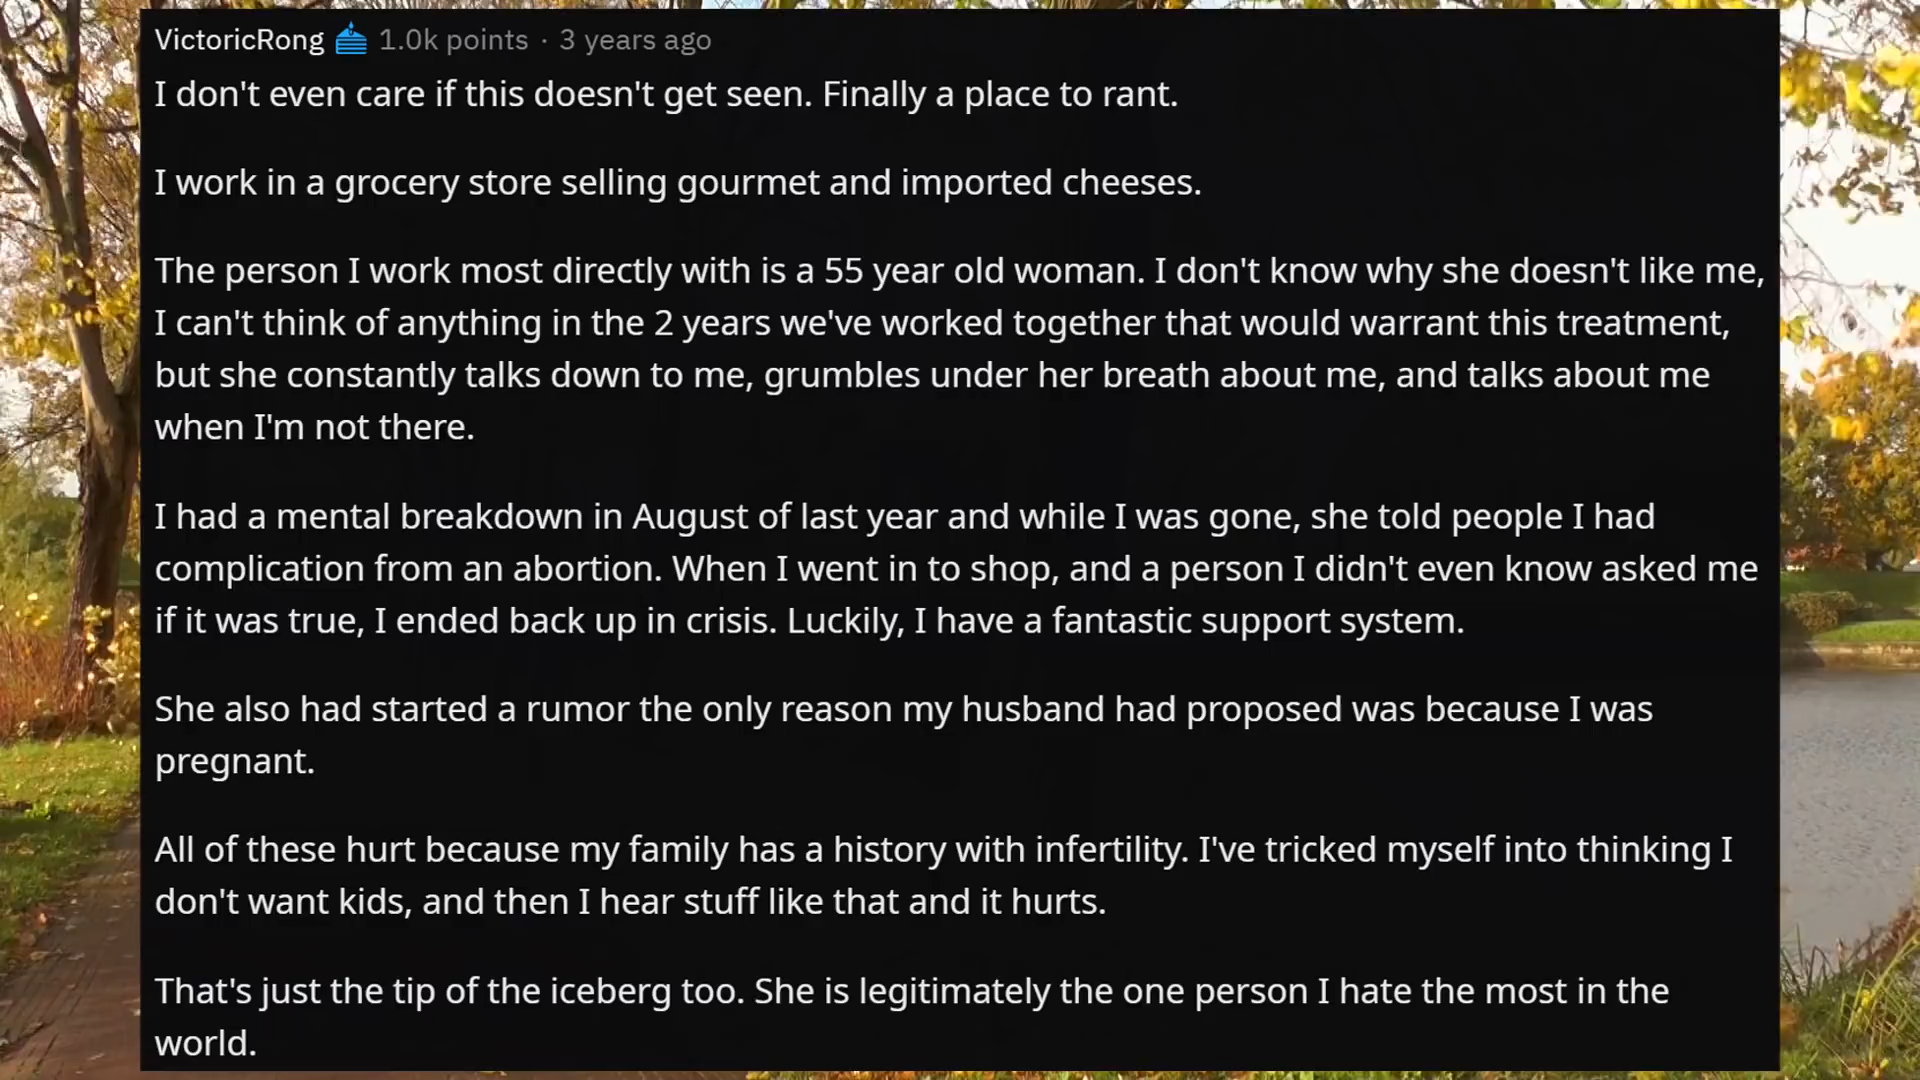 VictoricRong 1.0k points · 3 years ago
I don't even care if this doesn't get seen. Finally a place to rant.
I work in a grocery store selling gourmet and imported cheeses.
The person I work most directly with is a 55 year old woman. I don't know why she doesn't like me,
I can't think of anything in the 2 years we've worked together that would warrant this treatment,
but she constantly talks down to me, grumbles under her breath about me, and talks about me
when I'm not there.
I had a mental breakdown in August of last year and while I was gone, she told people I had
complication from an abortion. When I went in to shop, and a person I didn't even know asked me
if it was true, I ended back up in crisis. Luckily, I have a fantastic support system.
She also had started a rumor the only reason my husband had proposed was because I was
pregnant.
All of these hurt because my family has a history with infertility. I've tricked myself into thinking I
don't want kids, and then I hear stuff like that and it hurts.
That's just the tip of the iceberg too. She is legitimately the one person I hate the most in the
world.